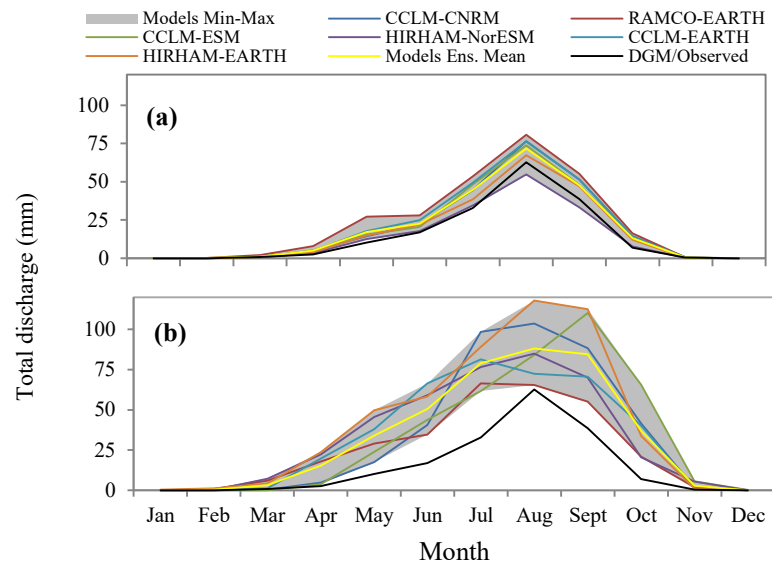 Models Min-Max CCLM-CNRM RAMCO-EARTH
CCLM-ESM HIRHAM-NorESM CCLM-EARTH
HIRHAM-EARTH Models Ens. Mean DGM/Observed
Total discharge (mm)
(a)
100
75
50
25
0
(b)
100
75
50
25
0
Jan Feb Mar Apr May Jun Jul Aug Sept Oct Nov Dec
Month